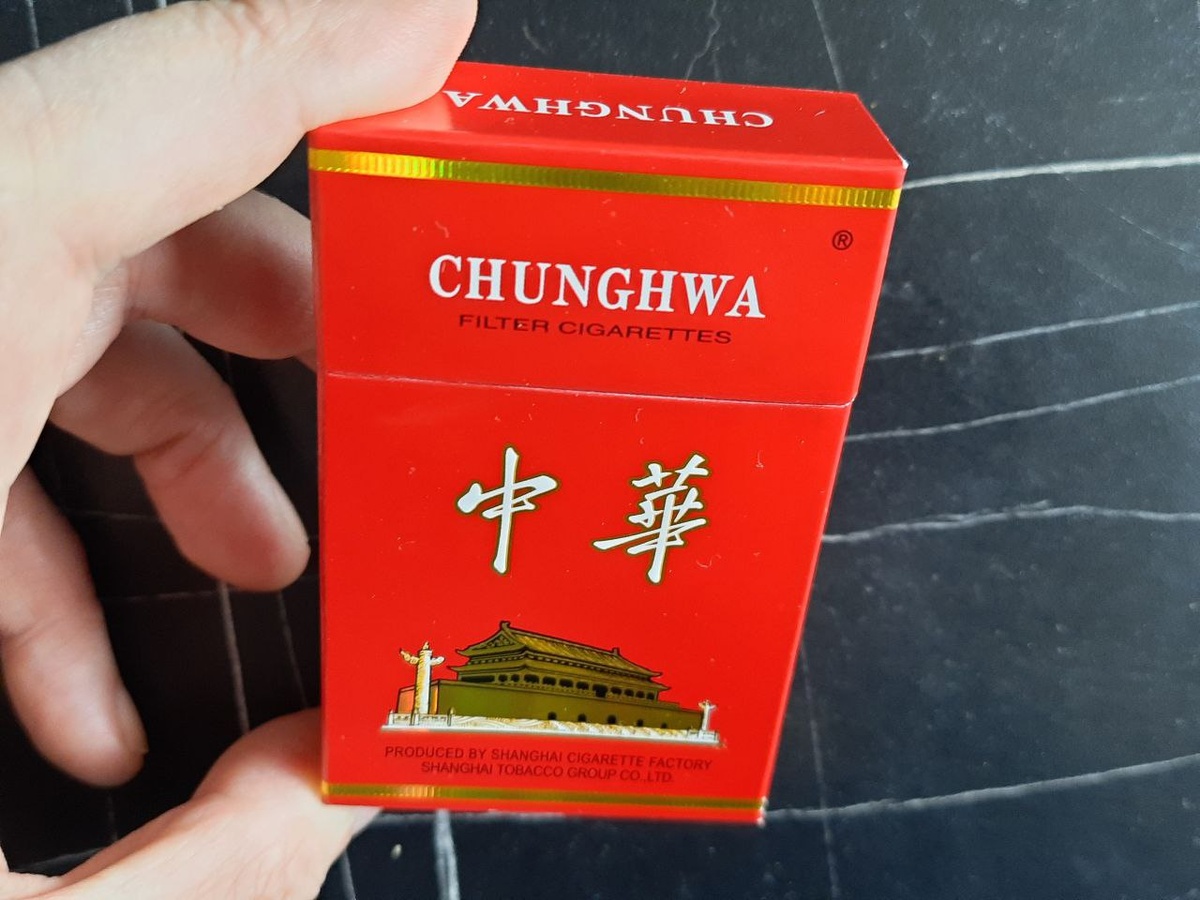 CHUNGHWA
®
CHUNGHWA
FILTER CIGARETTES
中華
PRODUCED BY SHANGHAI CIGARETTE FACTORY
SHANGHAI TOBACCO GROUP CO.,LTD.